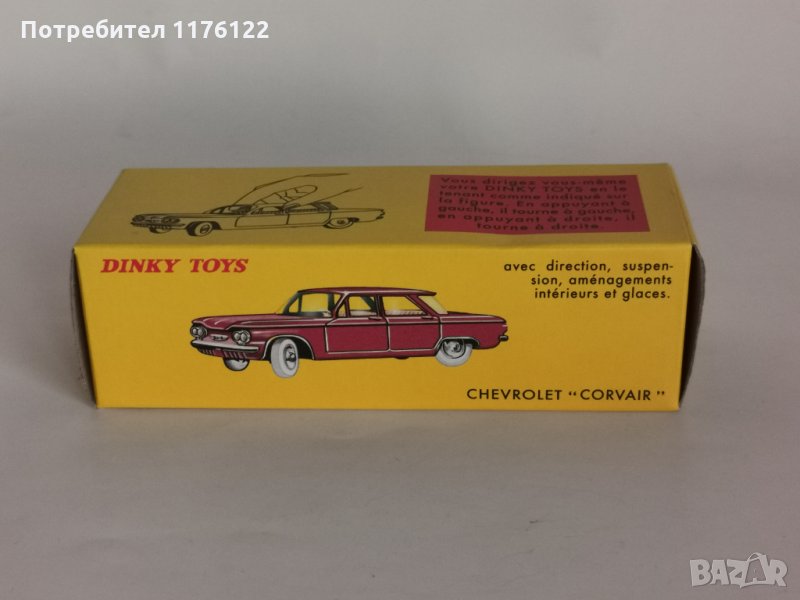 Потребител 1176122
Vous dirigez vous-même
votre DINKY TOYS en le
tenant comme indiqué sur
la figure. En appuyant à
gauche, il tourne à gauche,
en appuyant à droite, il
tourne à droite.
DINKY TOYS
avec direction, suspen-
sion, aménagements
intérieurs et glaces.
CHEVROLET "CORVAIR"
BAZAR